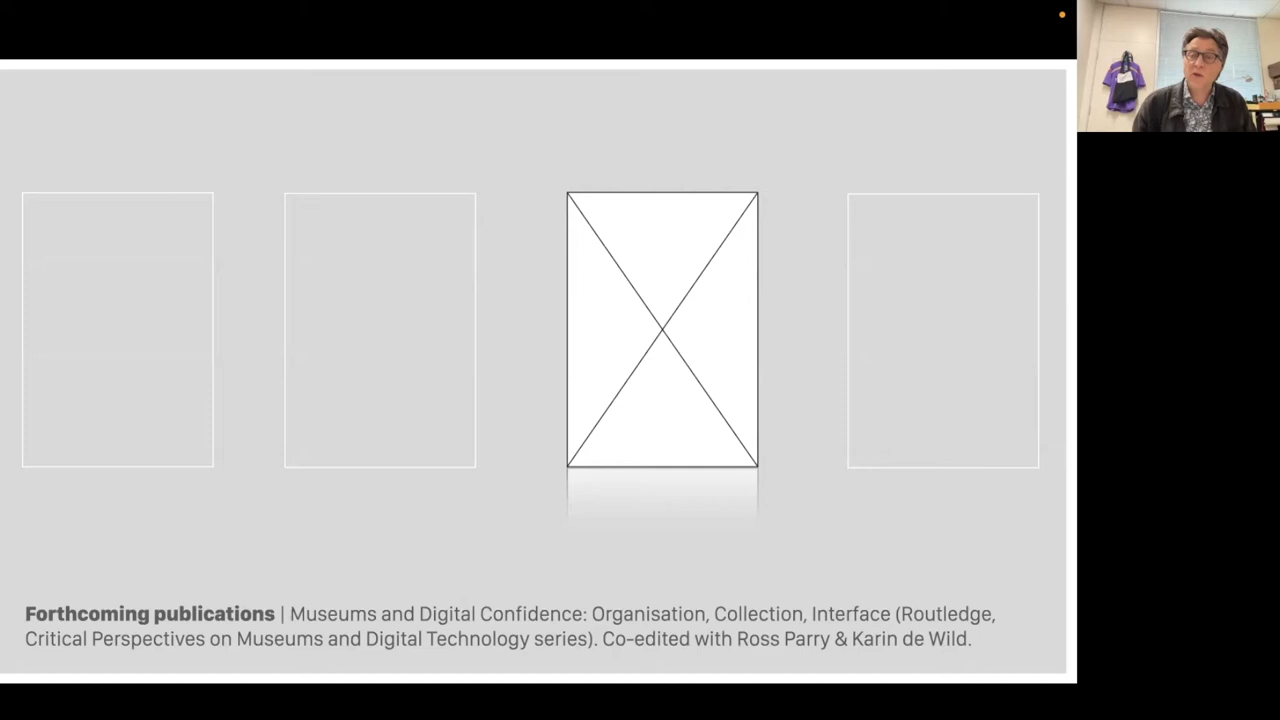 Forthcoming publications | Museums and Digital Confidence: Organisation, Collection, Interface (Routledge,
Critical Perspectives on Museums and Digital Technology series). Co-edited with Ross Parry & Karin de Wild.